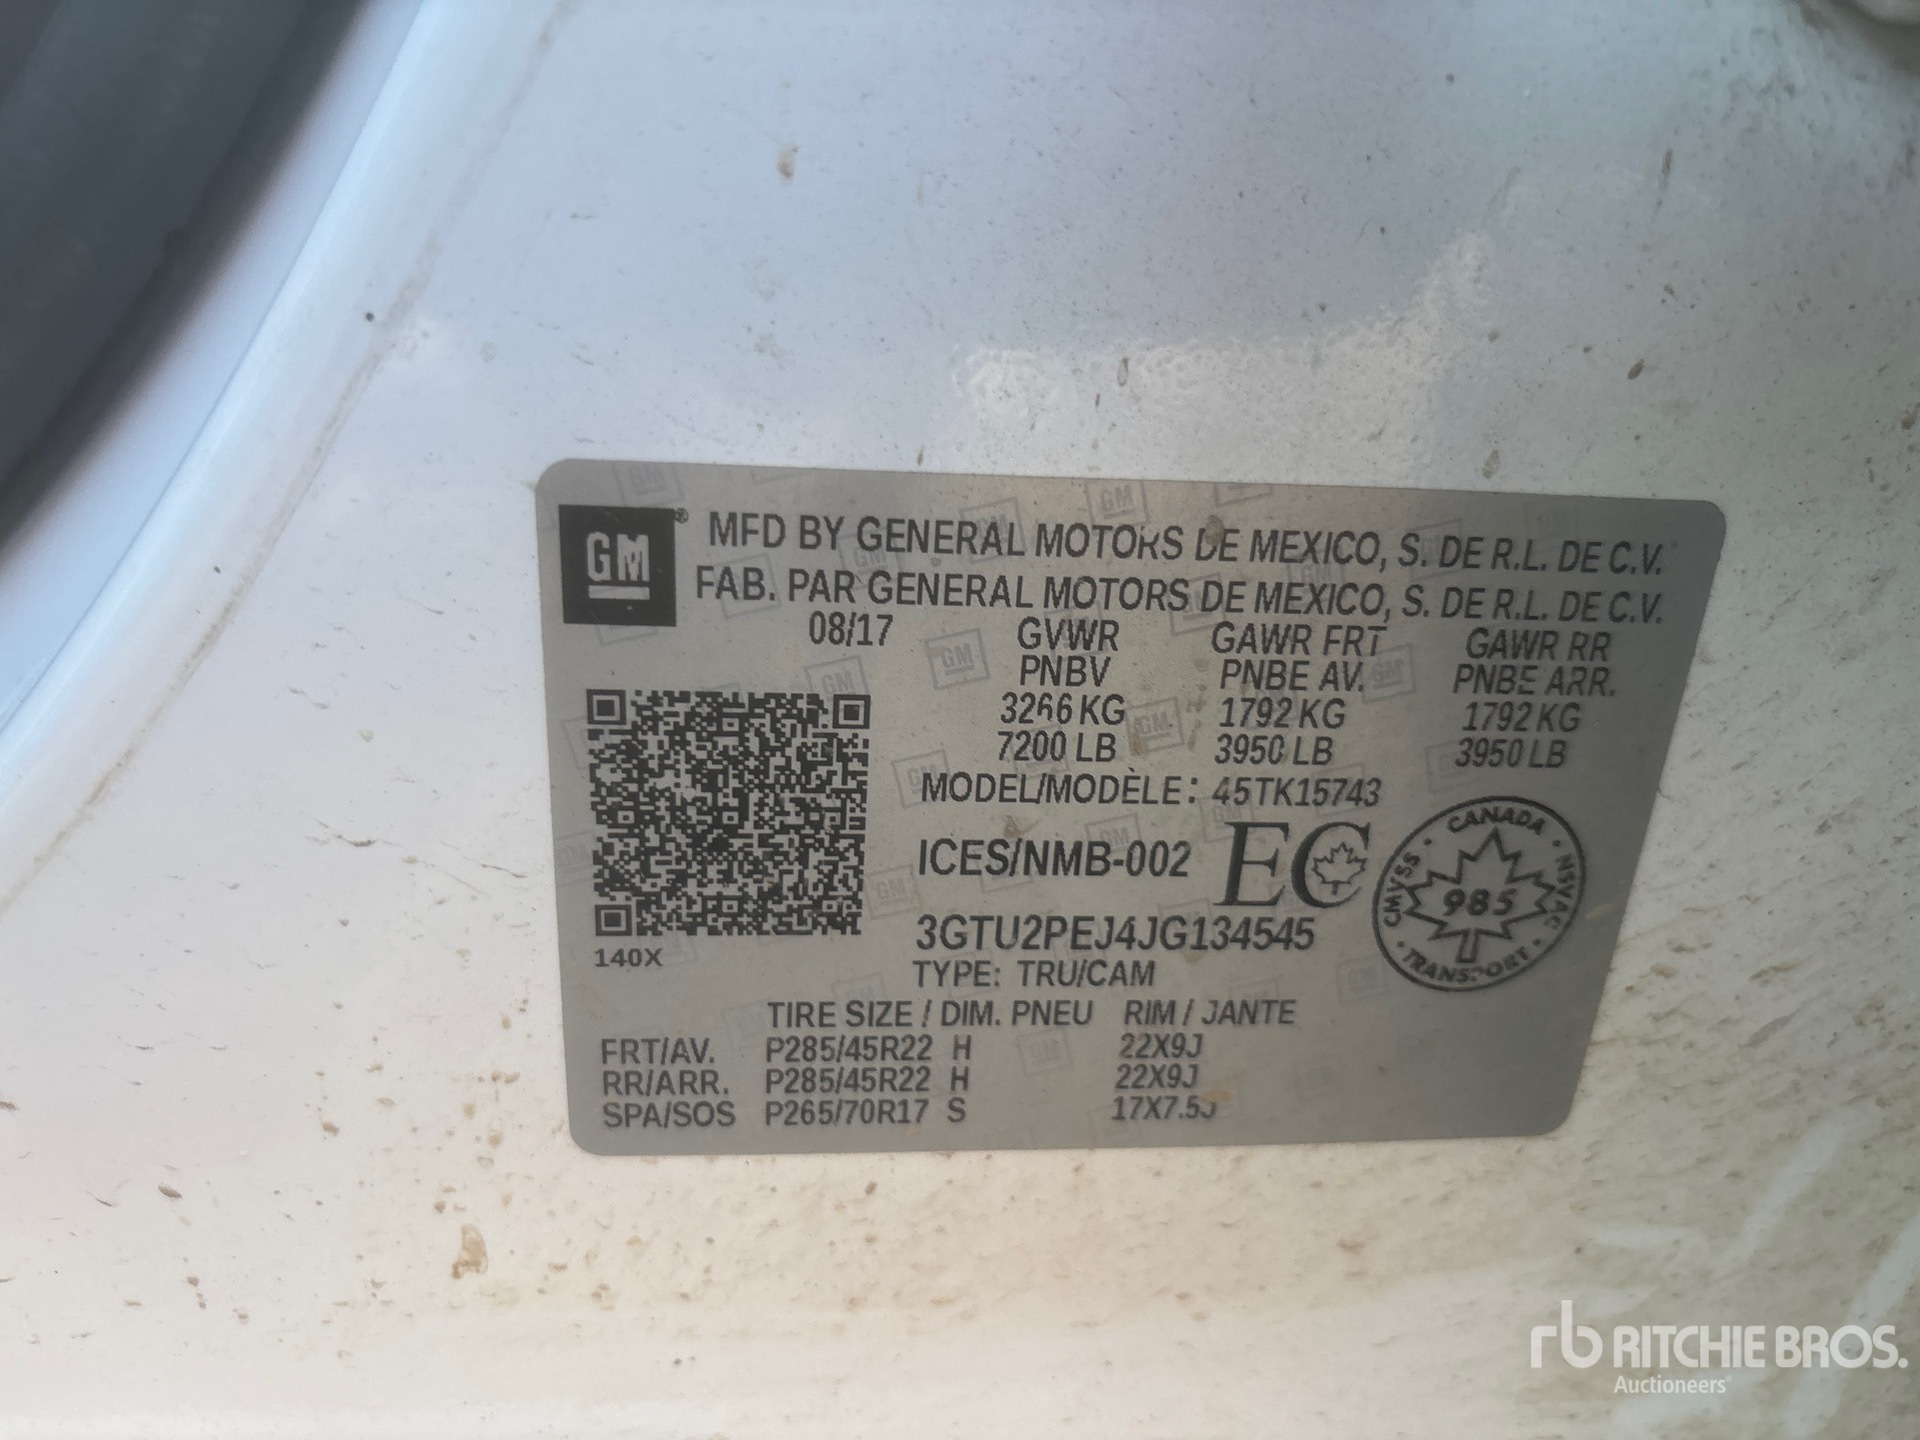 GM® MFD BY GENERAL MOTORS DE MEXICO, S. DE R.L. DE C.V.
FAB. PAR GENERAL MOTORS DE MEXICO, S. DE R.L. DE C.V.
08/17 GVWR GAWR FRT GAWR RR
PNBV PNBE AV. PNBE ARR.
3266 KG 1792 KG 1792 KG
7200 LB 3950 LB 3950 LB
MODEL/MODÈLE: 45TK15743
ICES/NMB-002 EC
CANADA
CMVSS 985 NSVAC
TRANSPORT
3GTU2PEJ4JG134545
140X
TYPE: TRU/CAM
TIRE SIZE / DIM. PNEU RIM / JANTE
FRT/AV. P285/45R22 H 22X9J
RR/ARR. P285/45R22 H 22X9J
SPA/SOS P265/70R17 S 17X7.5J
rb RITCHIE BROS.
Auctioneers